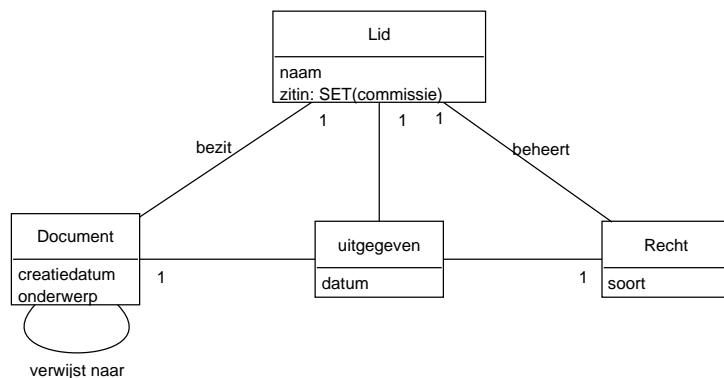 Lid
naam
zitin: SET(commissie)
1
1
1
bezit
beheert
Document
uitgegeven
Recht
creatiedatum
onderwerp
1
datum
1
soort
verwijst naar